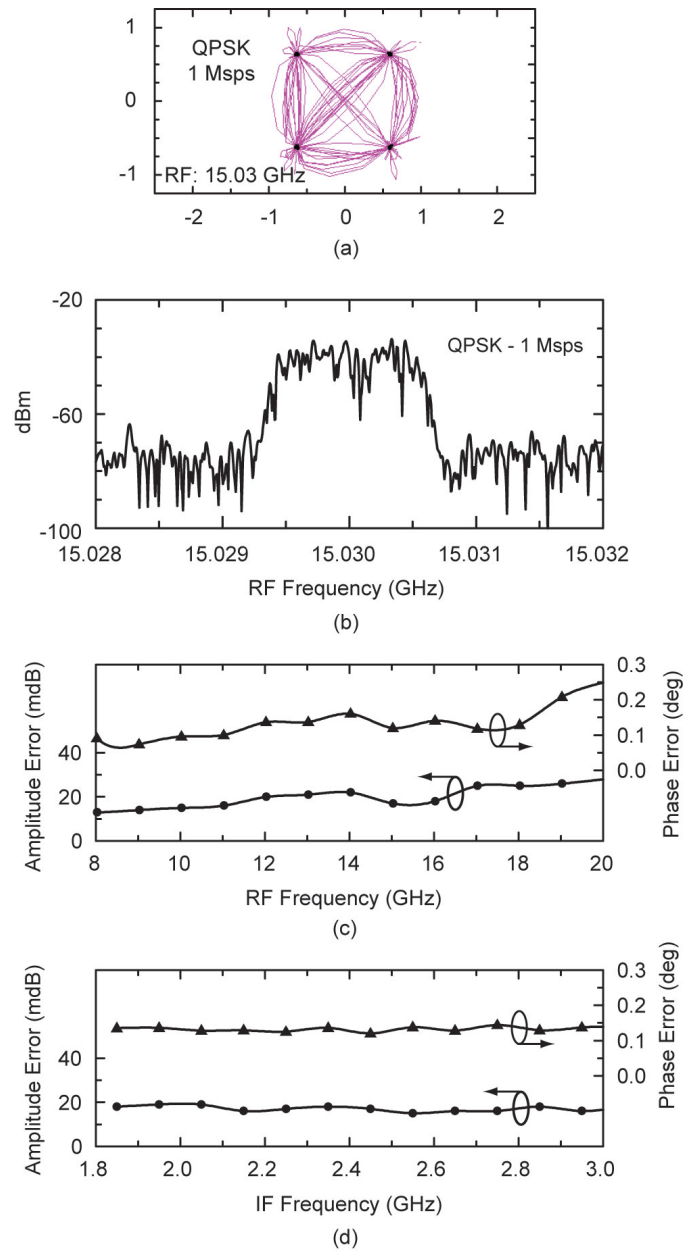 1
QPSK
1 Msps
0
RF: 15.03 GHz
-1
-2 -1 0 1 2
(a)
-20
QPSK - 1 Msps
dBm
-60
-100
15.028 15.029 15.030 15.031 15.032
RF Frequency (GHz)
(b)
Amplitude Error (mdB)
40
20
0
0.3
0.2
0.1
0.0
Phase Error (deg)
8 10 12 14 16 18 20
RF Frequency (GHz)
(c)
Amplitude Error (mdB)
40
20
0
0.3
0.2
0.1
0.0
Phase Error (deg)
1.8 2.0 2.2 2.4 2.6 2.8 3.0
IF Frequency (GHz)
(d)